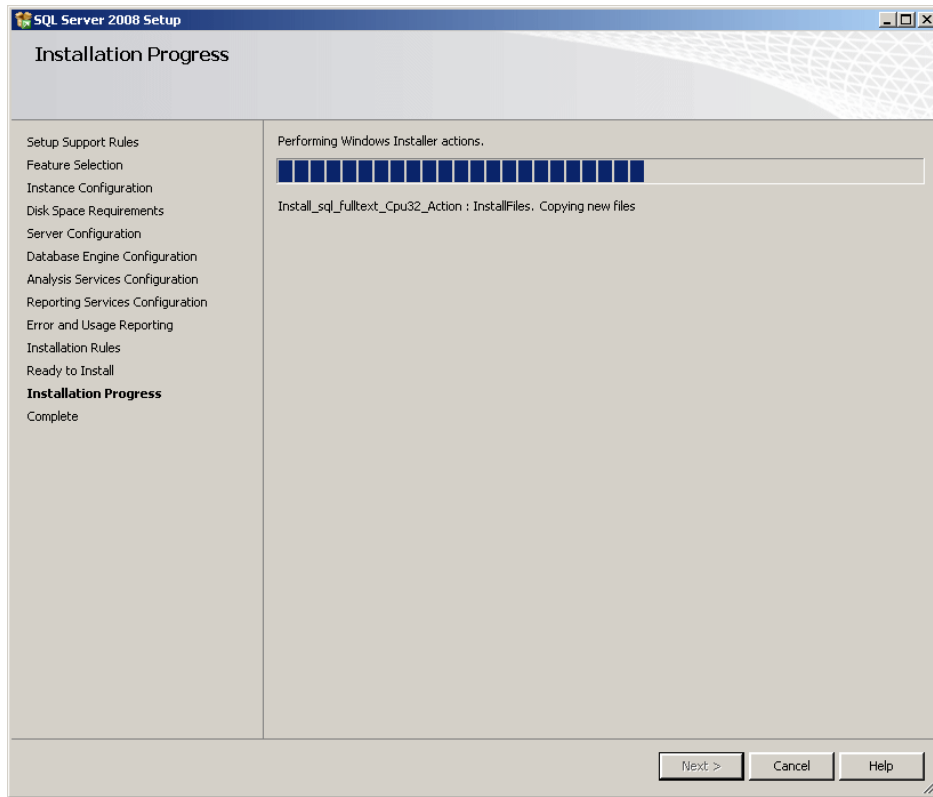 SQL Server 2008 Setup
Installation Progress
Setup Support Rules
Feature Selection
Instance Configuration
Disk Space Requirements
Server Configuration
Database Engine Configuration
Analysis Services Configuration
Reporting Services Configuration
Error and Usage Reporting
Installation Rules
Ready to Install
Installation Progress
Complete
Performing Windows Installer actions.
Install_sql_fulltext_Cpu32_Action : InstallFiles. Copying new files
Next >
Cancel
Help